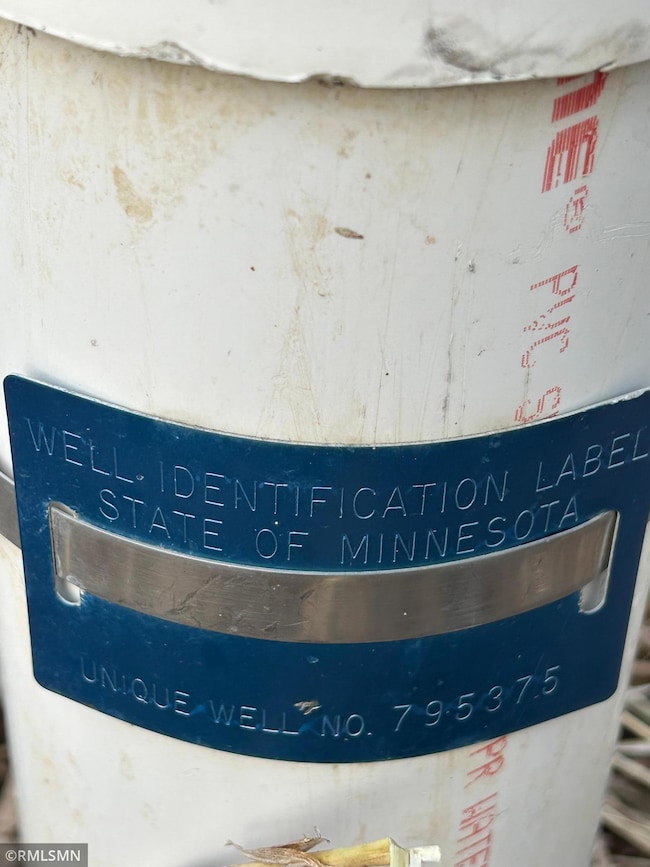 PVC
WELL IDENTIFICATION LABEL
STATE OF MINNESOTA
UNIQUE WELL NO. 795375
©RMLSMN